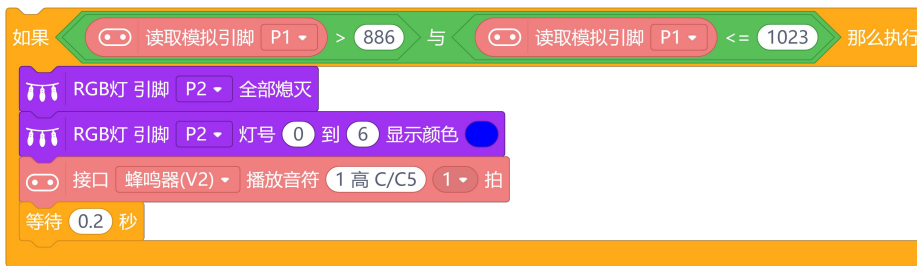 如果 读取模拟引脚 P1 > 886 与 读取模拟引脚 P1 <= 1023 那么执行
RGB灯 引脚 P2 全部熄灭
RGB灯 引脚 P2 灯号 0 到 6 显示颜色
接口 蜂鸣器(V2) 播放音符 1 高 C/C5 1 拍
等待 0.2 秒